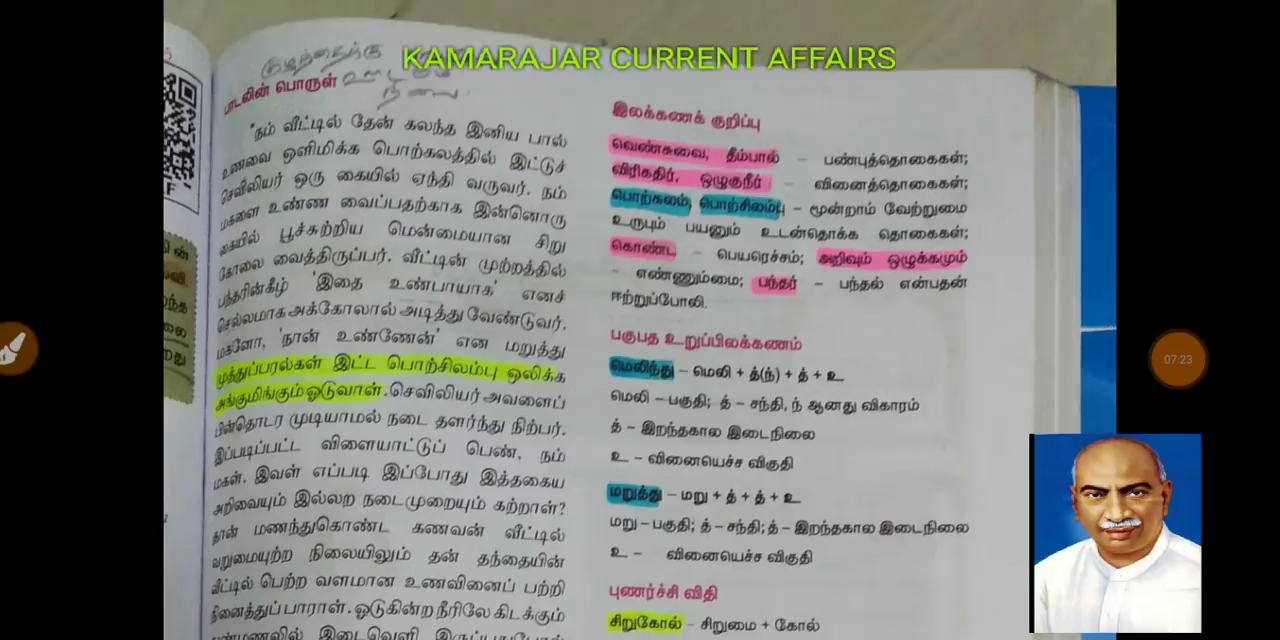 KAMARAJAR CURRENT AFFAIRS
குழந்தைக்கு
ஊட்டும்
நிலை
பாடலின் பொருள்
"நம் வீட்டில் தேன் கலந்த இனிய பால்
உணவை ஒளிமிக்க பொற்கலத்தில் இட்டுச்
செவிலியர் ஒரு கையில் ஏந்தி வருவர். நம்
மகளை உண்ண வைப்பதற்காக இன்னொரு
கையில் பூச்சுற்றிய மென்மையான சிறு
கோலை வைத்திருப்பர். வீட்டின் முற்றத்தில்
பந்தரின்கீழ் 'இதை உண்பாயாக' எனச்
செல்லமாக அக்கோலால் அடித்து வேண்டுவர்.
மகளோ, 'நான் உண்ணேன்' என மறுத்து
முத்துப்பரல்கள் இட்ட பொற்சிலம்பு ஒலிக்க
அங்குமிங்கும் ஓடுவாள். செவிலியர் அவளைப்
பின்தொடர முடியாமல் நடை தளர்ந்து நிற்பர்.
இப்படிப்பட்ட விளையாட்டுப் பெண், நம்
மகள். இவள் எப்படி இப்போது இத்தகைய
அறிவையும் இல்லற நடைமுறையும் கற்றாள்?
தான் மணந்துகொண்ட கணவன் வீட்டில்
வறுமையுற்ற நிலையிலும் தன் தந்தையின்
வீட்டில் பெற்ற வளமான உணவினைப் பற்றி
நினைத்துப்பாராள். ஓடுகின்ற நீரிலே கிடக்கும்
இலக்கணக் குறிப்பு
வெண்சுவை, தீம்பால் – பண்புத்தொகைகள்;
விரிகதிர், ஒழுகுநீர் – வினைத்தொகைகள்;
பொற்கலம், பொற்சிலம்பு – மூன்றாம் வேற்றுமை
உருபும் பயனும் உடன்தொக்க தொகைகள்;
கொண்ட – பெயரெச்சம்; அறிவும் ஒழுக்கமும்
– எண்ணும்மை; பந்தர் – பந்தல் என்பதன்
ஈற்றுப்போலி.
பகுபத உறுப்பிலக்கணம்
மெலிந்து – மெலி + த்(ந்) + த் + உ
மெலி – பகுதி; த் – சந்தி, ந் ஆனது விகாரம்
த் – இறந்தகால இடைநிலை
உ – வினையெச்ச விகுதி
மறுத்து – மறு + த் + த் + உ
மறு – பகுதி; த் – சந்தி; த் – இறந்தகால இடைநிலை
உ – வினையெச்ச விகுதி
புணர்ச்சி விதி
சிறுகோல் – சிறுமை + கோல்
07:23